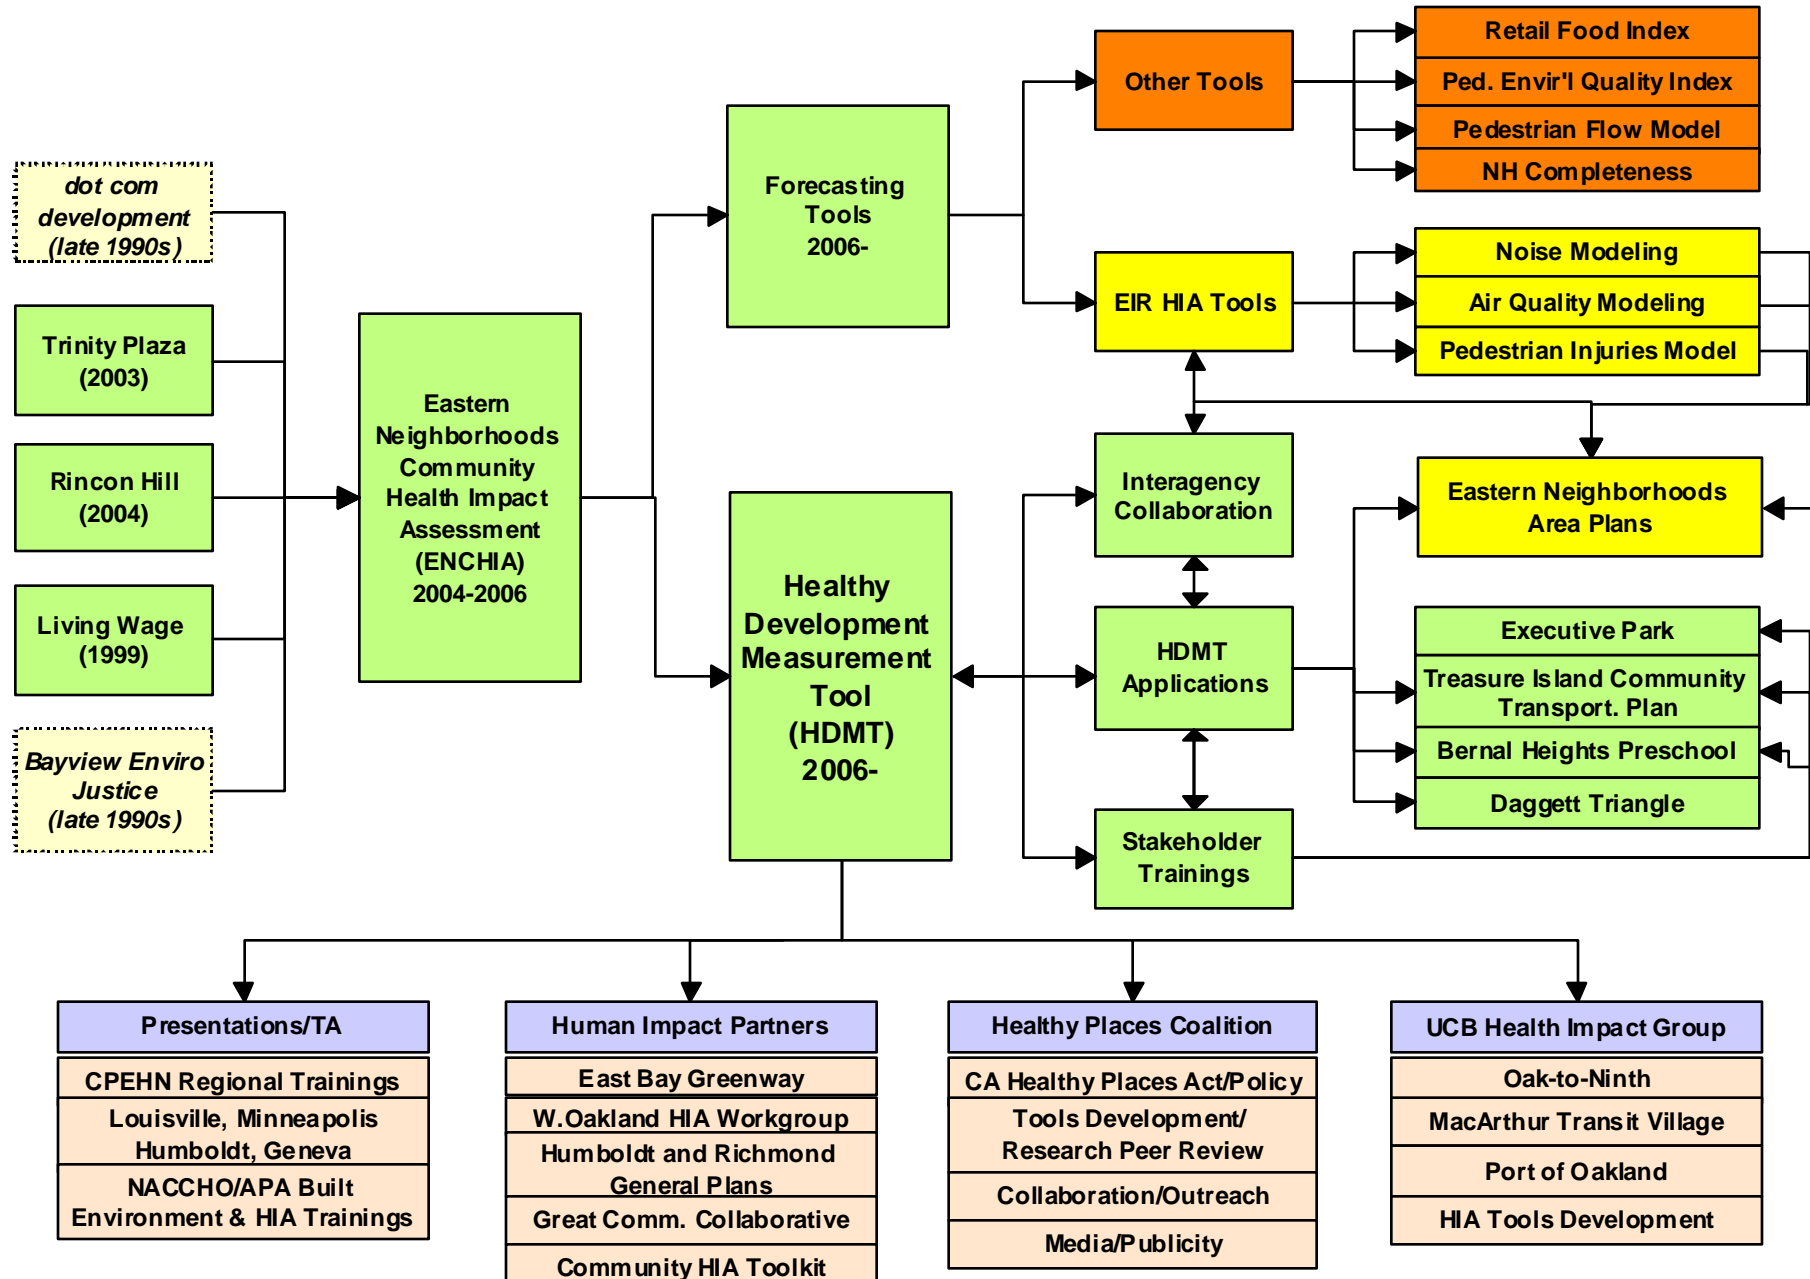 dot com
development
(late 1990s)
Trinity Plaza
(2003)
Rincon Hill
(2004)
Living Wage
(1999)
Bayview Enviro
Justice
(late 1990s)
Eastern
Neighborhoods
Community
Health Impact
Assessment
(ENCHIA)
2004-2006
Forecasting
Tools
2006-
Healthy
Development
Measurement
Tool
(HDMT)
2006-
Other Tools
EIR HIA Tools
Interagency
Collaboration
HDMT
Applications
Stakeholder
Trainings
Retail Food Index
Ped. Envir'l Quality Index
Pedestrian Flow Model
NH Completeness
Noise Modeling
Air Quality Modeling
Pedestrian Injuries Model
Eastern Neighborhoods
Area Plans
Executive Park
Treasure Island Community
Transport. Plan
Bernal Heights Preschool
Daggett Triangle
Presentations/TA
CPEHN Regional Trainings
Louisville, Minneapolis
Humboldt, Geneva
NACCHO/APA Built
Environment & HIA Trainings
Human Impact Partners
East Bay Greenway
W.Oakland HIA Workgroup
Humboldt and Richmond
General Plans
Great Comm. Collaborative
Community HIA Toolkit
Healthy Places Coalition
CA Healthy Places Act/Policy
Tools Development/
Research Peer Review
Collaboration/Outreach
Media/Publicity
UCB Health Impact Group
Oak-to-Ninth
MacArthur Transit Village
Port of Oakland
HIA Tools Development